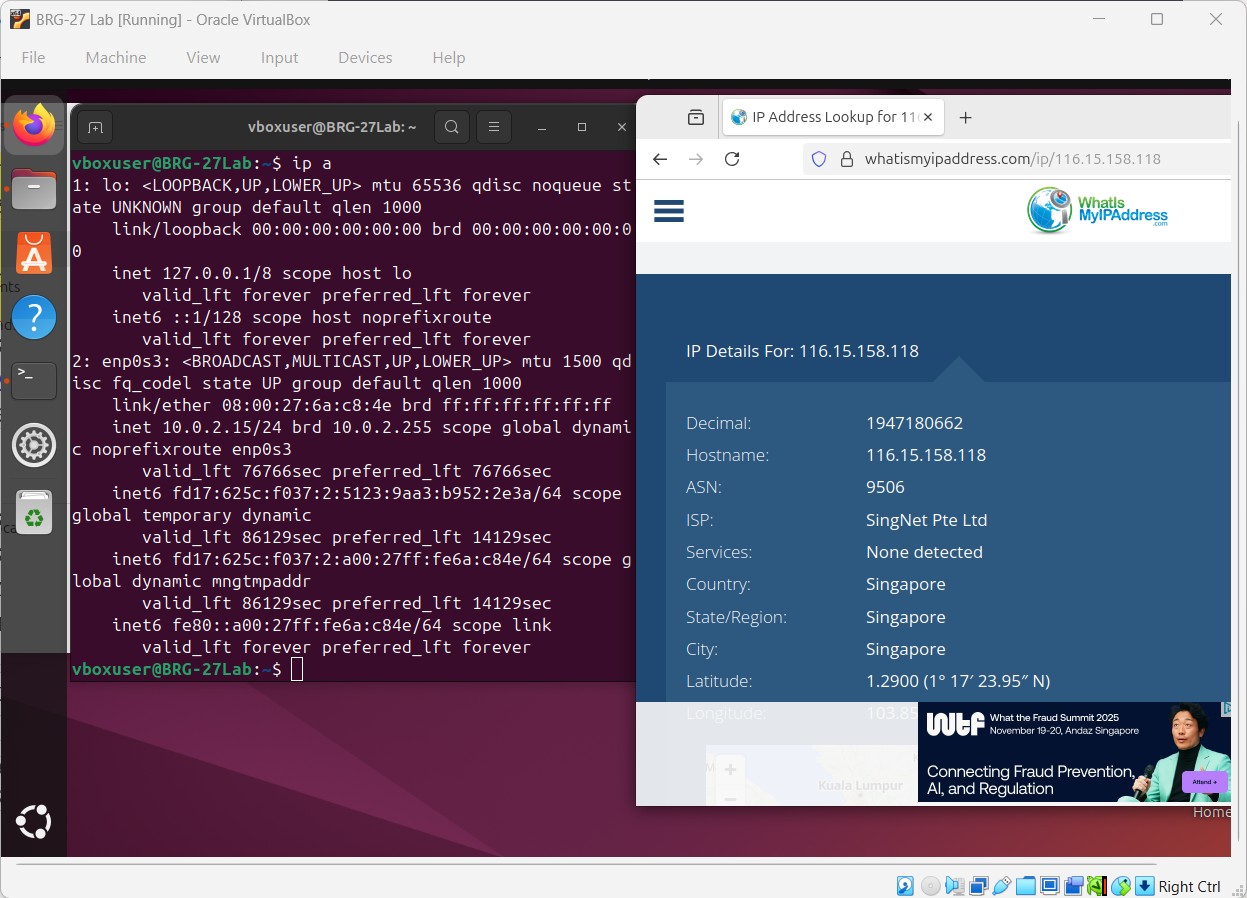 BRG-27 Lab [Running] - Oracle VirtualBox
File Machine View Input Devices Help
vboxuser@BRG-27Lab: ~
vboxuser@BRG-27Lab:~$ ip a
1: lo: <LOOPBACK,UP,LOWER_UP> mtu 65536 qdisc noqueue st
ate UNKNOWN group default qlen 1000
link/loopback 00:00:00:00:00:00 brd 00:00:00:00:00:0
0
inet 127.0.0.1/8 scope host lo
valid_lft forever preferred_lft forever
inet6 ::1/128 scope host noprefixroute
valid_lft forever preferred_lft forever
2: enp0s3: <BROADCAST,MULTICAST,UP,LOWER_UP> mtu 1500 qd
isc fq_codel state UP group default qlen 1000
link/ether 08:00:27:6a:c8:4e brd ff:ff:ff:ff:ff:ff
inet 10.0.2.15/24 brd 10.0.2.255 scope global dynami
c noprefixroute enp0s3
valid_lft 76766sec preferred_lft 76766sec
inet6 fd17:625c:f037:2:5123:9aa3:b952:2e3a/64 scope
global temporary dynamic
valid_lft 86129sec preferred_lft 14129sec
inet6 fd17:625c:f037:2:a00:27ff:fe6a:c84e/64 scope g
lobal dynamic mngtmpaddr
valid_lft 86129sec preferred_lft 14129sec
inet6 fe80::a00:27ff:fe6a:c84e/64 scope link
valid_lft forever preferred_lft forever
vboxuser@BRG-27Lab:~$
IP Address Lookup for 11
whatismyipaddress.com/ip/116.15.158.118
WhatIs
MyIPAddress
.com
IP Details For: 116.15.158.118
Decimal: 1947180662
Hostname: 116.15.158.118
ASN: 9506
ISP: SingNet Pte Ltd
Services: None detected
Country: Singapore
State/Region: Singapore
City: Singapore
Latitude: 1.2900 (1° 17′ 23.95″ N)
Longitude: 103.85
Kuala Lumpur
wtf
What the Fraud Summit 2025
November 19-20, Andaz Singapore
Connecting Fraud Prevention,
AI, and Regulation
Attend →
Home
Right Ctrl